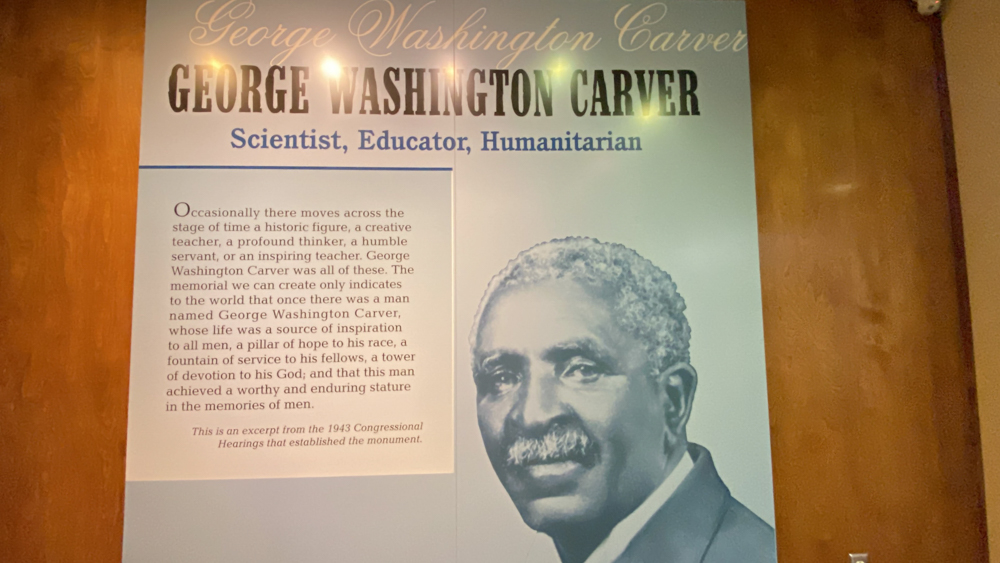 George Washington Carver
GEORGE WASHINGTON CARVER
Scientist, Educator, Humanitarian
Occasionally there moves across the
stage of time a historic figure, a creative
teacher, a profound thinker, a humble
servant, or an inspiring teacher. George
Washington Carver was all of these. The
memorial we can create only indicates
to the world that once there was a man
named George Washington Carver,
whose life was a source of inspiration
to all men, a pillar of hope to his race, a
fountain of service to his fellows, a tower
of devotion to his God; and that this man
achieved a worthy and enduring stature
in the memories of men.
This is an excerpt from the 1943 Congressional
Hearings that established the monument.